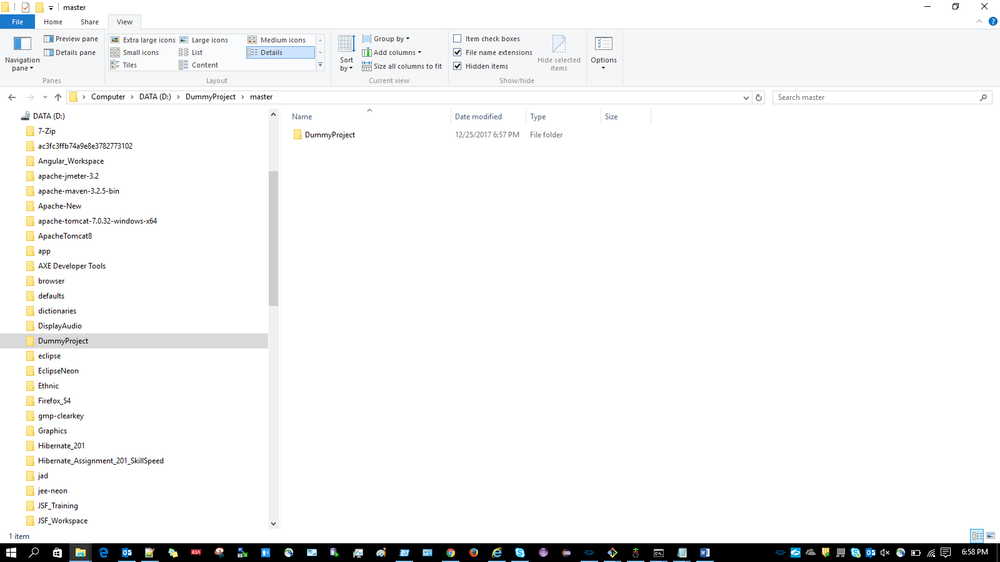 master
File Home Share View
Navigation pane
Preview pane
Details pane
Panes
Extra large icons Large icons Medium icons
Small icons List Details
Tiles Content
Layout
Sort by
Group by
Add columns
Size all columns to fit
Current view
Item check boxes
File name extensions
Hidden items
Hide selected items
Show/hide
Options
Computer DATA (D:) DummyProject master
Search master
DATA (D:)
7-Zip
ac3fc3ffb74a9e8e3782773102
Angular_Workspace
apache-jmeter-3.2
apache-maven-3.2.5-bin
Apache-New
apache-tomcat-7.0.32-windows-x64
ApacheTomcat8
app
AXE Developer Tools
browser
defaults
dictionaries
DisplayAudio
DummyProject
eclipse
EclipseNeon
Ethnic
Firefox_54
gmp-clearkey
Graphics
Hibernate_201
Hibernate_Assignment_201_SkillSpeed
jad
jee-neon
JSF_Training
JSF_Workspace
Name Date modified Type Size
DummyProject 12/25/2017 6:57 PM File folder
1 item
RSA
6:58 PM